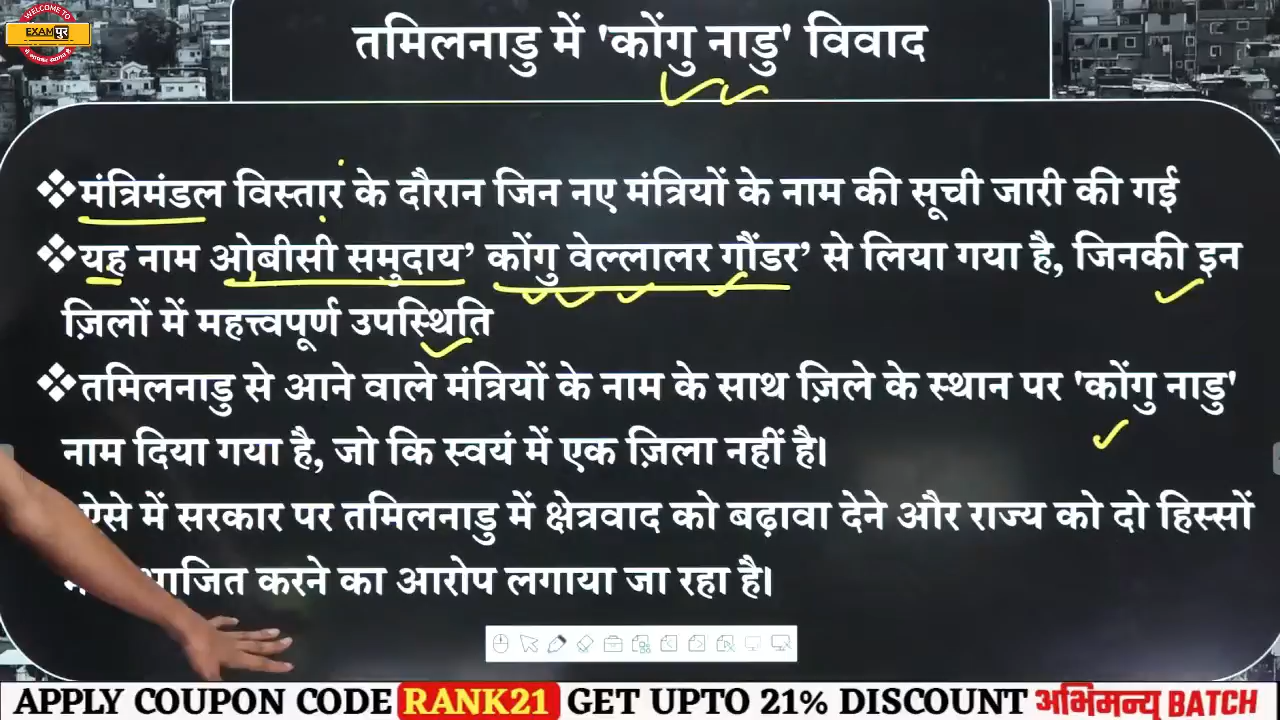 WELCOME TO
EXAMपुर
तमिलनाडु में 'कोंगु नाडु' विवाद
❖मंत्रिमंडल विस्तार के दौरान जिन नए मंत्रियों के नाम की सूची जारी की गई
❖यह नाम ओबीसी समुदाय’ कोंगु वेल्लालर गौंडर’ से लिया गया है, जिनकी इन
ज़िलों में महत्त्वपूर्ण उपस्थिति
❖तमिलनाडु से आने वाले मंत्रियों के नाम के साथ ज़िले के स्थान पर 'कोंगु नाडु'
नाम दिया गया है, जो कि स्वयं में एक ज़िला नहीं है।
ऐसे में सरकार पर तमिलनाडु में क्षेत्रवाद को बढ़ावा देने और राज्य को दो हिस्सों
करने का आरोप लगाया जा रहा है।
APPLY COUPON CODE RANK21 GET UPTO 21% DISCOUNT अभिमन्यु BATCH